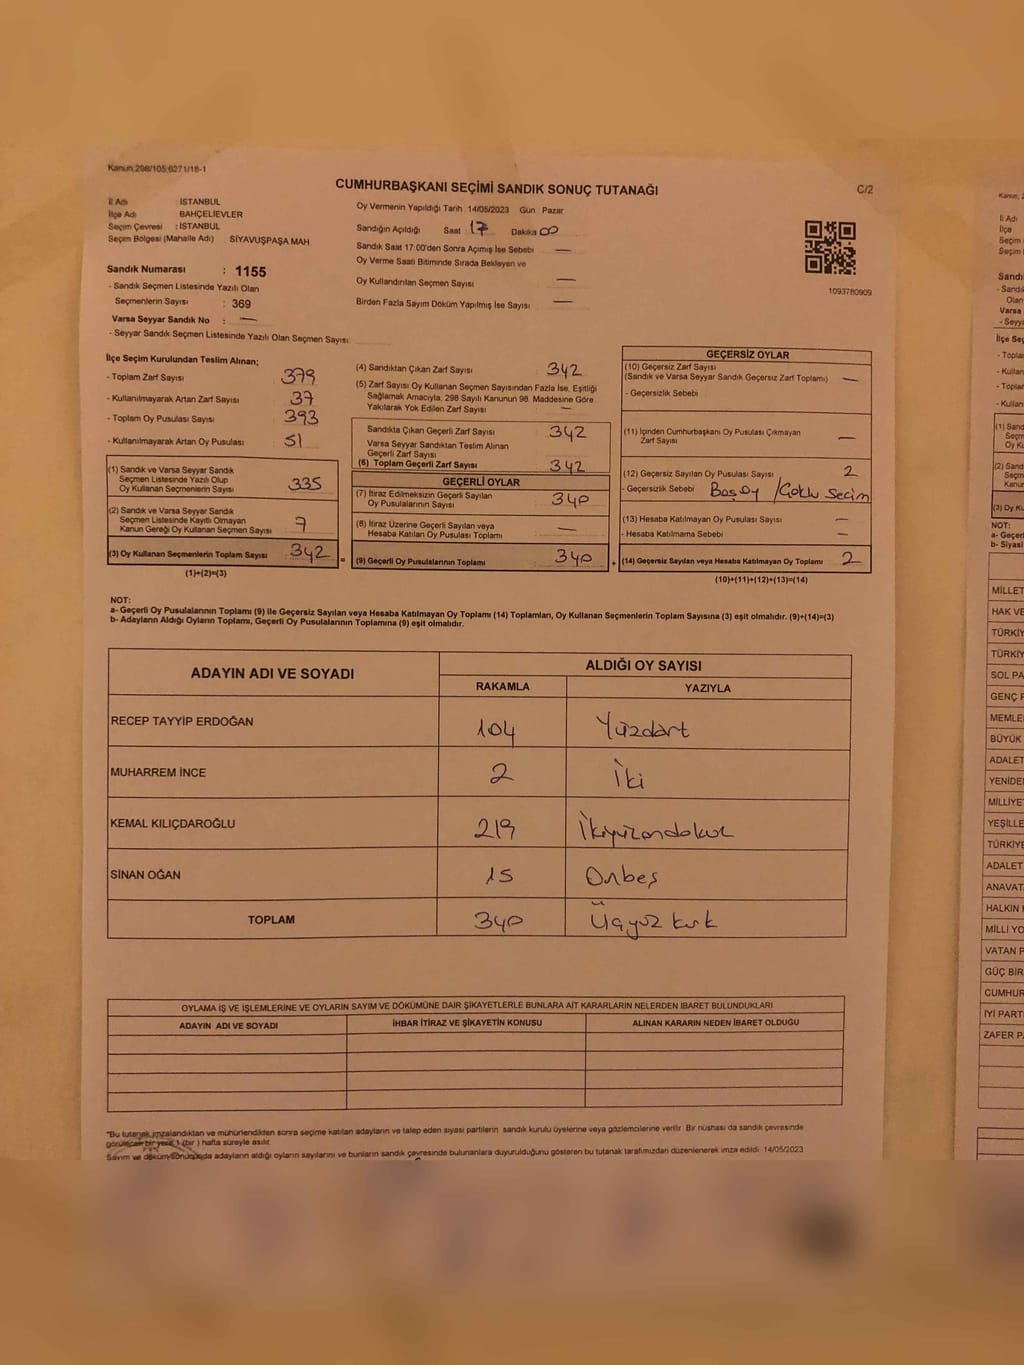 Kanun 298/105;6271/18-1
CUMHURBAŞKANI SEÇİMİ SANDIK SONUÇ TUTANAĞI
C/2
İl Adı : İSTANBUL
İlçe Adı : BAHÇELİEVLER
Seçim Çevresi : İSTANBUL
Seçim Bölgesi (Mahalle Adı) SİYAVUŞPAŞA MAH.
Oy Vermenin Yapıldığı Tarih 14/05/2023 Gün Pazar
Sandığın Açıldığı Saat 17 Dakika 00
Sandık Saat 17:00'den Sonra Açımış İse Sebebi —
Oy Verme Saati Bitiminde Sırada Bekleyen ve
Oy Kullandırılan Seçmen Sayısı —
Birden Fazla Sayım Döküm Yapılmış İse Sayısı —
1093780909
Sandık Numarası : 1155
- Sandık Seçmen Listesinde Yazılı Olan
Seçmenlerin Sayısı : 369
Varsa Seyyar Sandık No : —
- Seyyar Sandık Seçmen Listesinde Yazılı Olan Seçmen Sayısı
İlçe Seçim Kurulundan Teslim Alınan;
- Toplam Zarf Sayısı 379
- Kullanılmayarak Artan Zarf Sayısı 37
- Toplam Oy Pusulası Sayısı 393
- Kullanılmayarak Artan Oy Pusulası 51
(1) Sandık ve Varsa Seyyar Sandık
Seçmen Listesinde Yazılı Olup
Oy Kullanan Seçmenlerin Sayısı 335
(2) Sandık ve Varsa Seyyar Sandık
Seçmen Listesinde Kayıtlı Olmayan
Kanun Gereği Oy Kullanan Seçmen Sayısı 7
(3) Oy Kullanan Seçmenlerin Toplam Sayısı 342
(1)+(2)=(3)
(4) Sandıktan Çıkan Zarf Sayısı 342
(5) Zarf Sayısı Oy Kullanan Seçmen Sayısından Fazla İse, Eşitliği
Sağlamak Amacıyla, 298 Sayılı Kanunun 98. Maddesine Göre
Yakılarak Yok Edilen Zarf Sayısı —
Sandıkta Çıkan Geçerli Zarf Sayısı 342
Varsa Seyyar Sandıktan Teslim Alınan
Geçerli Zarf Sayısı
(6) Toplam Geçerli Zarf Sayısı 342
GEÇERLİ OYLAR
(7) İtiraz Edilmeksizin Geçerli Sayılan
Oy Pusulalarının Sayısı 340
(8) İtiraz Üzerine Geçerli Sayılan veya
Hesaba Katılan Oy Pusulası Toplamı —
(9) Geçerli Oy Pusulalarının Toplamı 340
GEÇERSİZ OYLAR
(10) Geçersiz Zarf Sayısı
(Sandık ve Varsa Seyyar Sandık Geçersiz Zarf Toplamı) —
- Geçersizlik Sebebi
(11) İçinden Cumhurbaşkanı Oy Pusulası Çıkmayan
Zarf Sayısı —
(12) Geçersiz Sayılan Oy Pusulası Sayısı 2
- Geçersizlik Sebebi Boş oy / Çoklu Seçim
(13) Hesaba Katılmayan Oy Pusulası Sayısı —
- Hesaba Katılmama Sebebi —
(14) Geçersiz Sayılan veya Hesaba Katılmayan Oy Toplamı 2
(10)+(11)+(12)+(13)=(14)
NOT:
a- Geçerli Oy Pusulalarının Toplamı (9) ile Geçersiz Sayılan veya Hesaba Katılmayan Oy Toplamı (14) Toplamları, Oy Kullanan Seçmenlerin Toplam Sayısına (3) eşit olmalıdır. (9)+(14)=(3)
b- Adayların Aldığı Oyların Toplamı, Geçerli Oy Pusulalarının Toplamına (9) eşit olmalıdır.
ADAYIN ADI VE SOYADI ALDIĞI OY SAYISI
RAKAMLA YAZIYLA
RECEP TAYYİP ERDOĞAN 104 Yüzdört
MUHARREM İNCE 2 İki
KEMAL KILIÇDAROĞLU 219 İkiyüzondokuz
SİNAN OĞAN 15 Onbeş
TOPLAM 340 Üçyüz kırk
OYLAMA İŞ VE İŞLEMLERİNE VE OYLARIN SAYIM VE DÖKÜMÜNE DAİR ŞİKAYETLERLE BUNLARA AİT KARARLARIN NELERDEN İBARET BULUNDUKLARI
ADAYIN ADI VE SOYADI İHBAR İTİRAZ VE ŞİKAYETİN KONUSU ALINAN KARARIN NEDEN İBARET OLDUĞU
*Bu tutanak imzalandıktan ve mühürlendikten sonra seçime katılan adayların ve talep eden siyasi partilerin sandık kurulu üyelerine veya gözlemcilerine verilir. Bir nüshası da sandık çevresinde
görülecek bir yere 1 (bir ) hafta süreyle asılır.
Sayım ve döküm sonucunda adayların aldığı oyların sayılarını ve bunların sandık çevresinde bulunanlara duyurulduğunu gösteren bu tutanak tarafımızdan düzenlenerek imza edildi. 14/05/2023
Kanun
İl Adı
İlçe
Seçim
Seçim
Sandı
- Sandı
Olan
Varsa
- Seyy
İlçe Seç
- Topla
- Kullan
- Toplar
- Kullan
(1) Sand
Seçm
Oy K
(2) Sand
Seçm
Kanu
(3) Oy K
NOT:
a- Geçer
b- Siyasi
MİLLET
HAK VE
TÜRKİY
TÜRKİY
SOL PA
GENÇ P
MEMLE
BÜYÜK
ADALET
YENİDE
MİLLİYE
YEŞİLLE
TÜRKİYE
ADALET
ANAVAT
HALKIN
MİLLİ YO
VATAN P
GÜÇ BİR
CUMHUR
İYİ PARTİ
ZAFER P